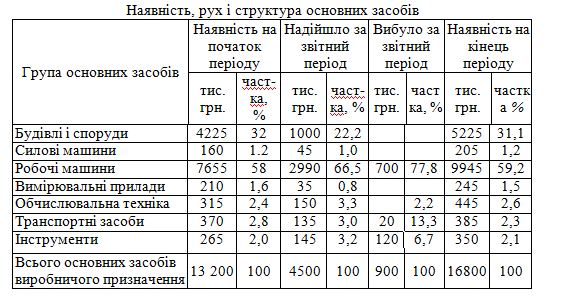 Наявність, рух і структура основних засобів
Група основних засобів
Наявність на початок періоду
Надійшло за звітний період
Вибуло за звітний період
Наявність на кінець періоду
тис. грн. част-ка, % тис. грн. част-ка, % тис. грн. част ка, % тис. грн. частк а %
Будівлі і споруди 4225 32 1000 22,2 5225 31,1
Силові машини 160 1.2 45 1,0 205 1,2
Робочі машини 7655 58 2990 66,5 700 77,8 9945 59,2
Вимірювальні прилади 210 1,6 35 0,8 245 1,5
Обчислювальна техніка 315 2,4 150 3,3 2,2 445 2,6
Транспортні засоби 370 2,8 135 3,0 20 13,3 385 2,3
Інструменти 265 2,0 145 3,2 120 6,7 350 2,1
Всього основних засобів виробничого призначення 13 200 100 4500 100 900 100 16800 100